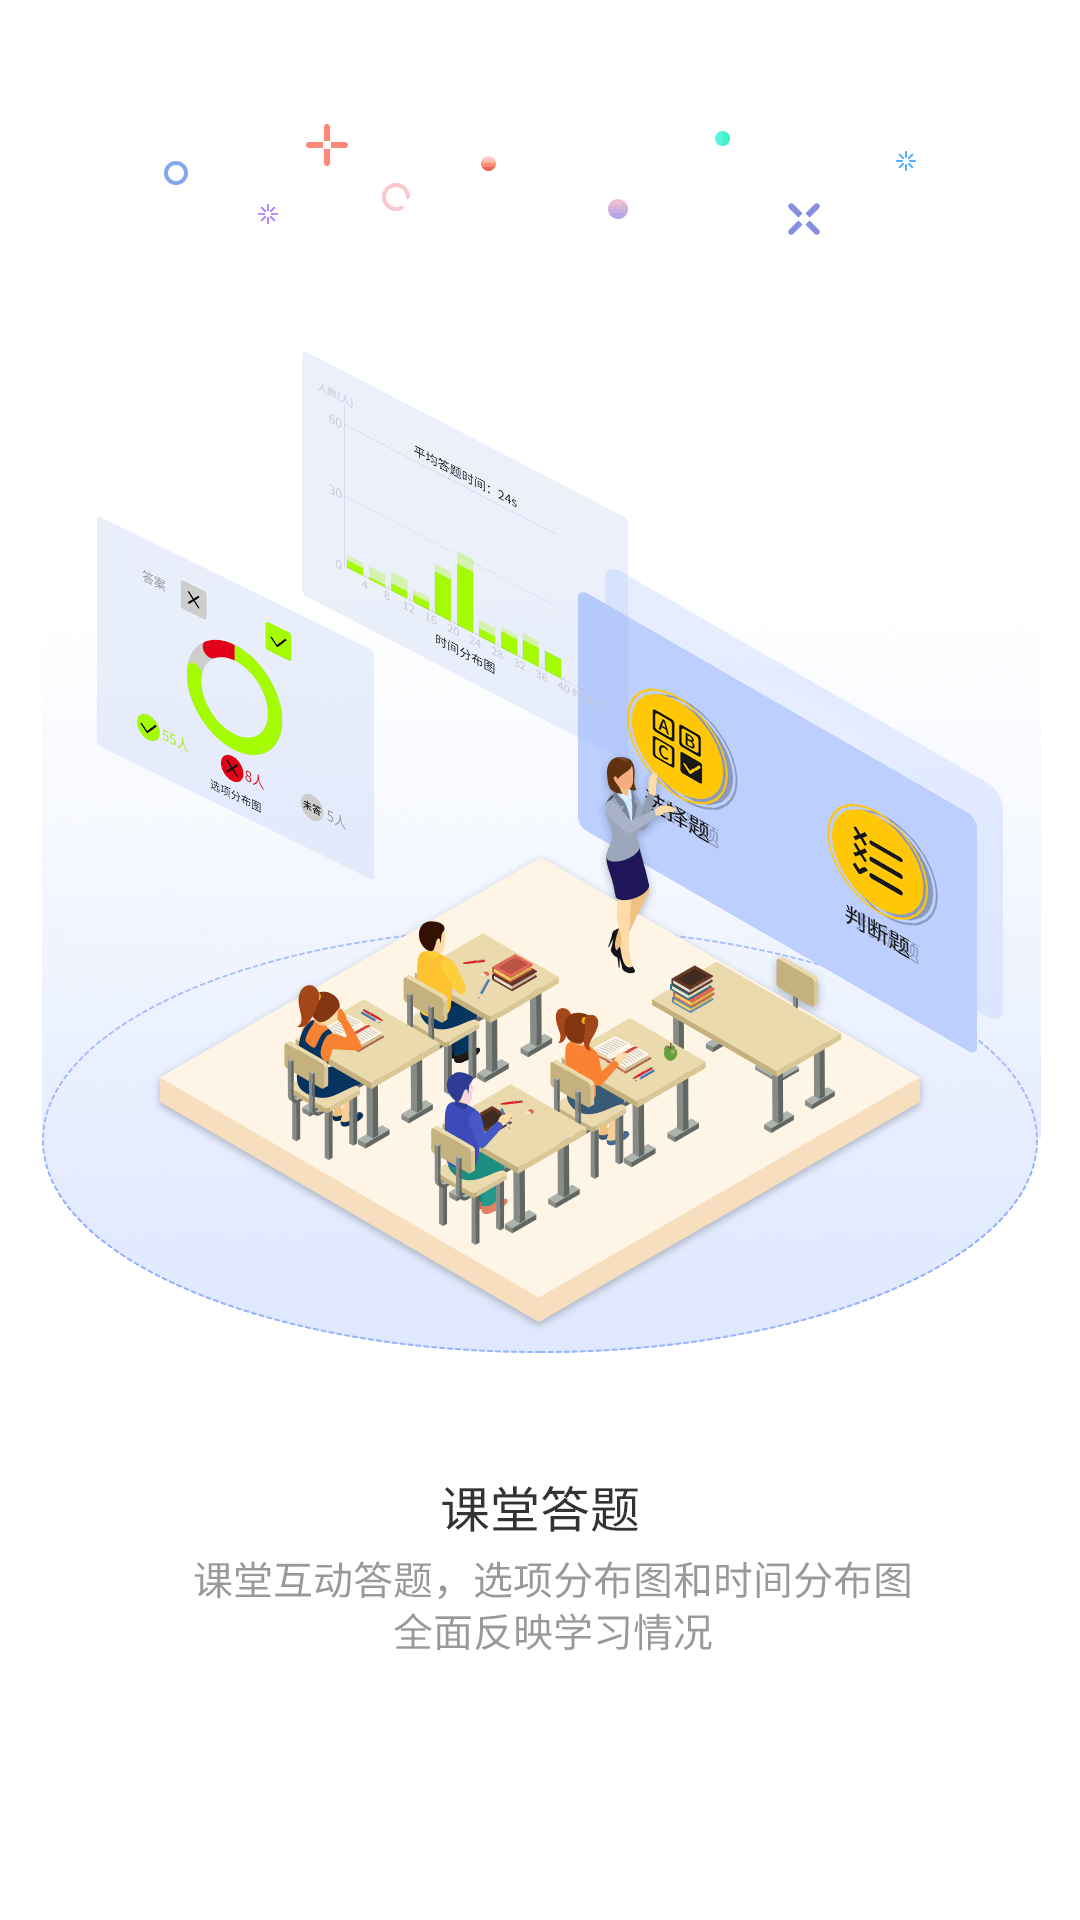 人数(人)
60
平均答题时间：24s
30
0
4 8 12 16 20 24 28 32 36 40
时间分布图
答案
55人
8人
选项分布图
未答 5人
A B
C
选择题
判断题
课堂答题
课堂互动答题，选项分布图和时间分布图
全面反映学习情况